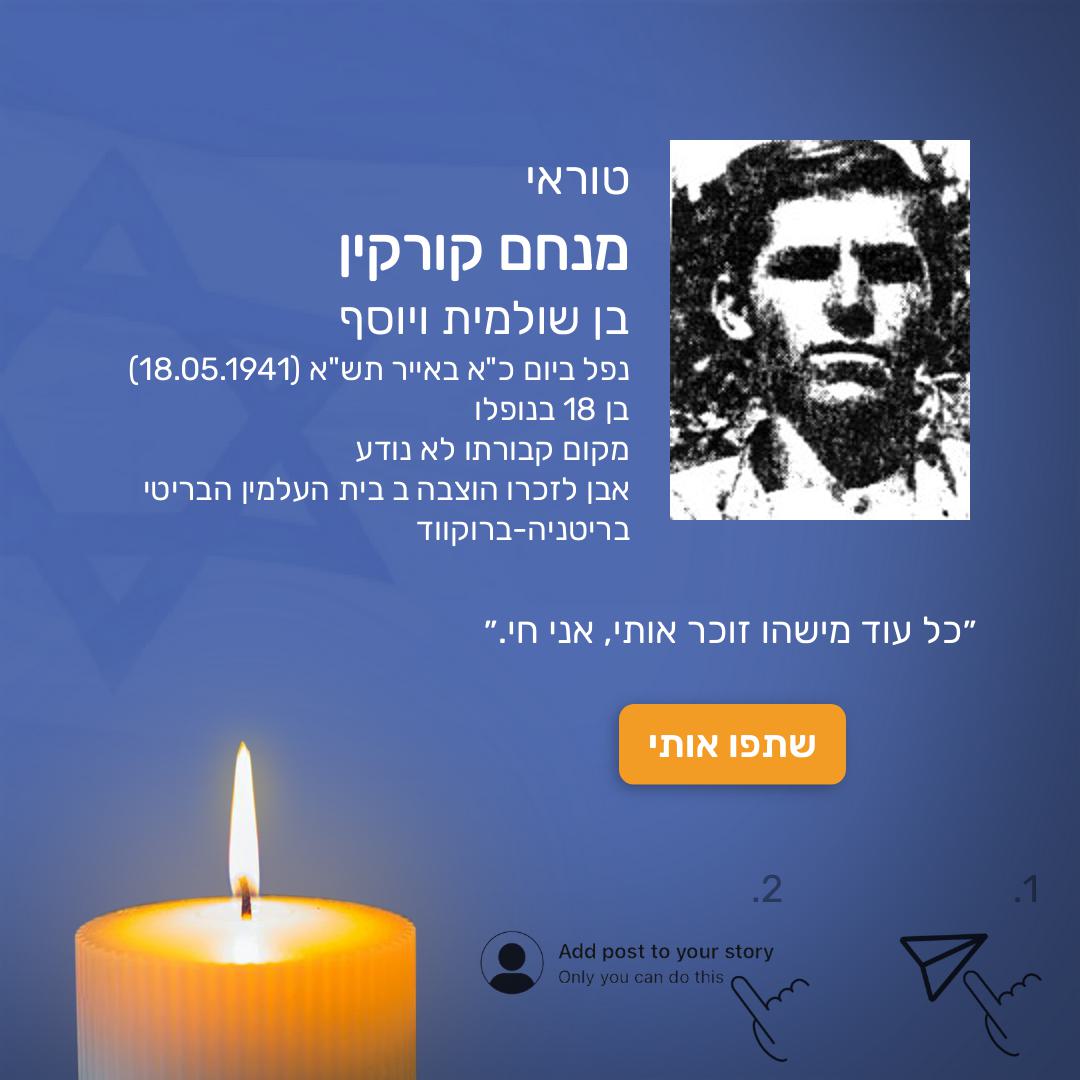 טוראי
מנחם קורקין
בן שולמית ויוסף
נפל ביום כ"א באייר תש"א (18.05.1941)
בן 18 בנופלו
מקום קבורתו לא נודע
אבן לזכרו הוצבה ב בית העלמין הבריטי
בריטניה-ברוקווד
״כל עוד מישהו זוכר אותי, אני חי.״
שתפו אותי
1.
2.
Add post to your story
Only you can do this